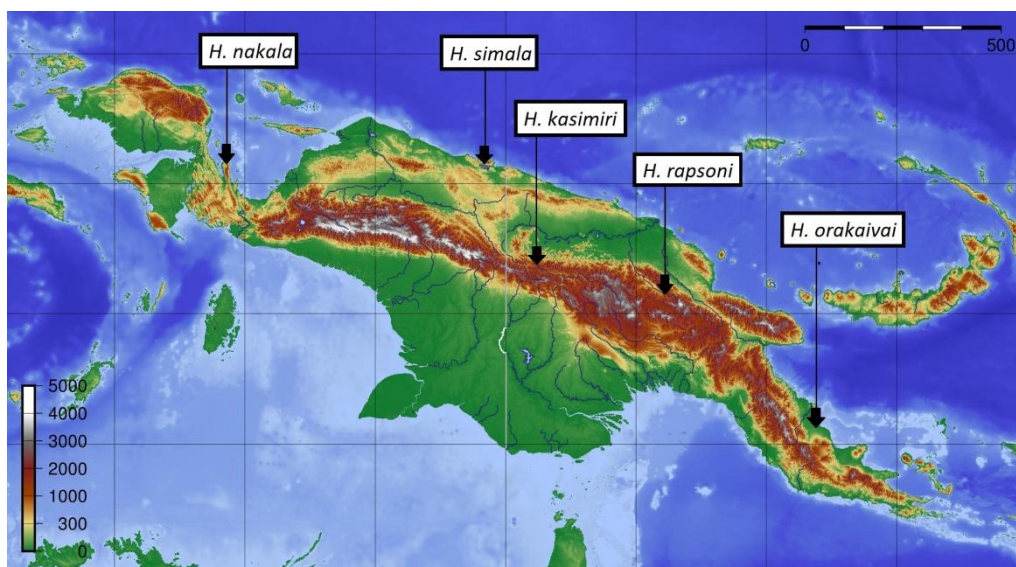 H. nakala
H. simala
0 500
H. kasimiri
H. rapsoni
H. orakaivai
5000
4000
3000
2000
1000
300
0